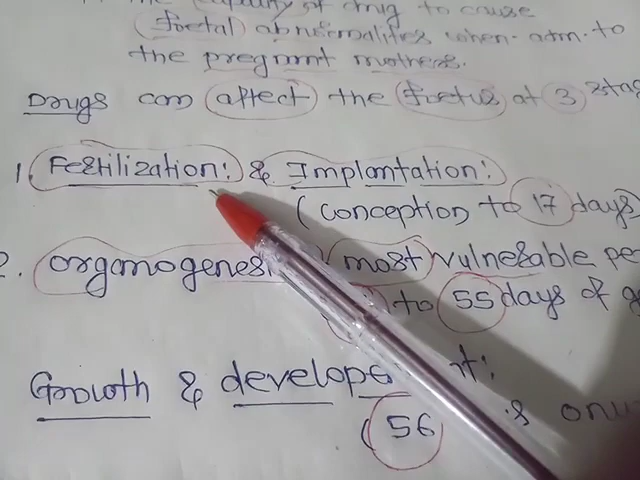 the capacity of drug to cause
(foetal) abnormalities when adm. to
the pregnant mothers.
Drugs can affect the foetus at 3
1. Fertilization: & Implantation:
(conception to 17 days
2. organogenesis most vulnerable
to 55 days of
Growth & develop
(56